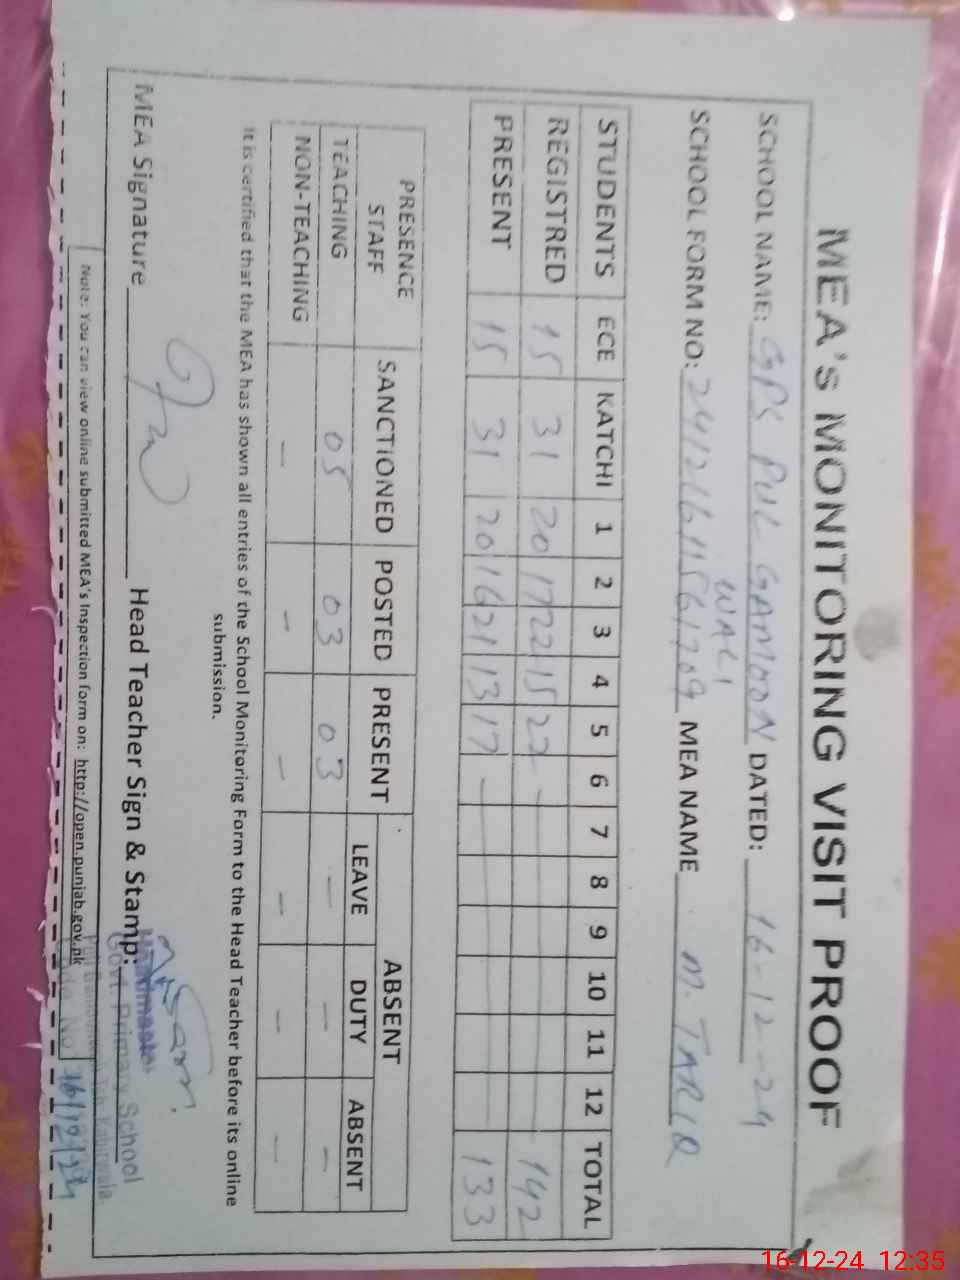 MEA's MONITORING VISIT PROOF
SCHOOL NAME: GPS PUL GAMOON WALI DATED: 16-12-24
SCHOOL FORM NO: MEA NAME M. TARIQ
STUDENTS ECE KATCHI 1 2 3 4 5 6 7 8 9 10 11 12 TOTAL
REGISTRED 15 31 20 17 22 15 22 - 142
PRESENT 15 31 20 16 21 13 17 - 133
PRESENCE STAFF SANCTIONED POSTED PRESENT ABSENT
LEAVE DUTY ABSENT
TEACHING 05 03 03 - - -
NON-TEACHING - - - - - -
It is certified that the MEA has shown all entries of the School Monitoring Form to the Head Teacher before its online
submission.
MEA Signature Head Teacher Sign & Stamp:
Govt. Primary School
Note: You can view online submitted MEA's Inspection form on: http://open.punjab.gov.pk
16/12/24
16-12-24 12:35